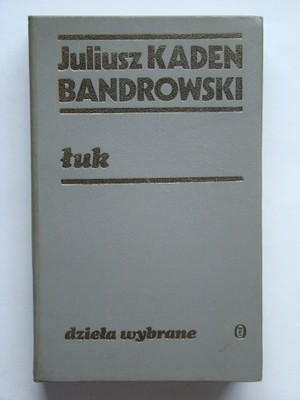 Juliusz KADEN
BANDROWSKI
łuk
dzieła wybrane